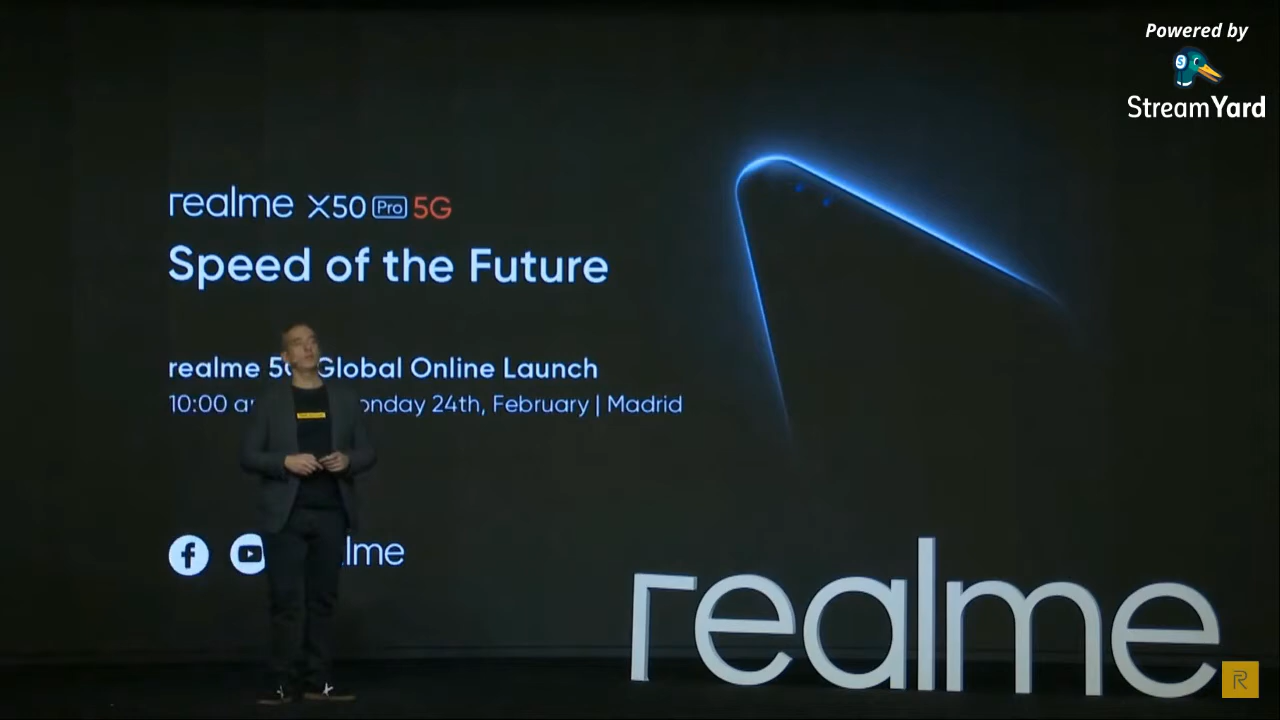 Powered by
StreamYard
realme X50 Pro 5G
Speed of the Future
realme 5G Global Online Launch
10:00 a onday 24th, February | Madrid
lme
realme
R